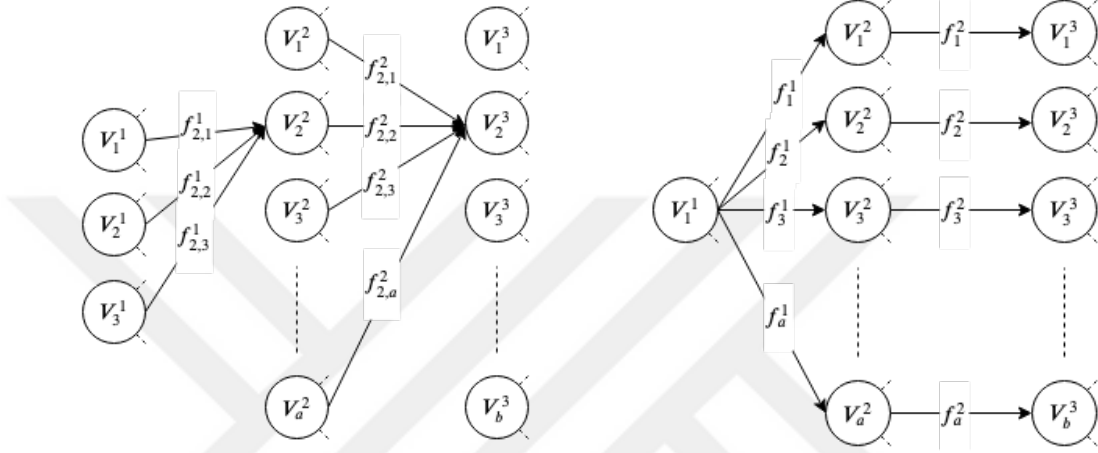 V_1^2
V_1^3
f_{2,1}^2
V_1^1
f_{2,1}^1
V_2^2
f_{2,2}^2
V_2^3
V_2^1
f_{2,2}^1
V_3^2
f_{2,3}^2
V_3^3
f_{2,3}^1
V_3^1
f_{2,a}^2
V_a^2
V_b^3
V_1^2
f_1^2
V_1^3
f_1^1
V_2^2
f_2^2
V_2^3
f_2^1
V_1^1
f_3^1
V_3^2
f_3^2
V_3^3
f_a^1
V_a^2
f_a^2
V_b^3